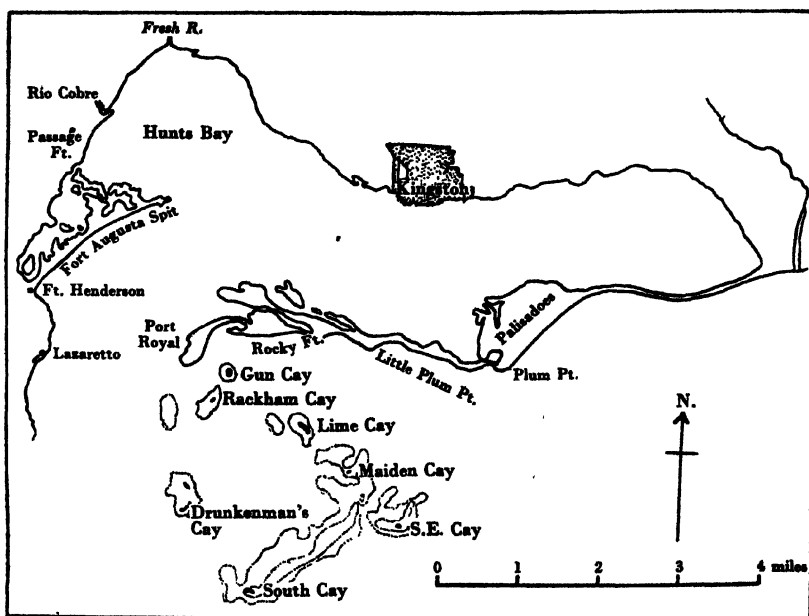 Fresh R.
Rio Cobre
Passage
Ft.
Hunts Bay
Kingston
Fort Augusta Spit
Ft. Henderson
Port
Royal
Palisadoes
Rocky Ft.
Lazaretto
Little Plum Pt.
Plum Pt.
Gun Cay
Rackham Cay
N.
Lime Cay
Maiden Cay
Drunkenman's
Cay
S.E. Cay
0 1 2 3 4 miles
South Cay